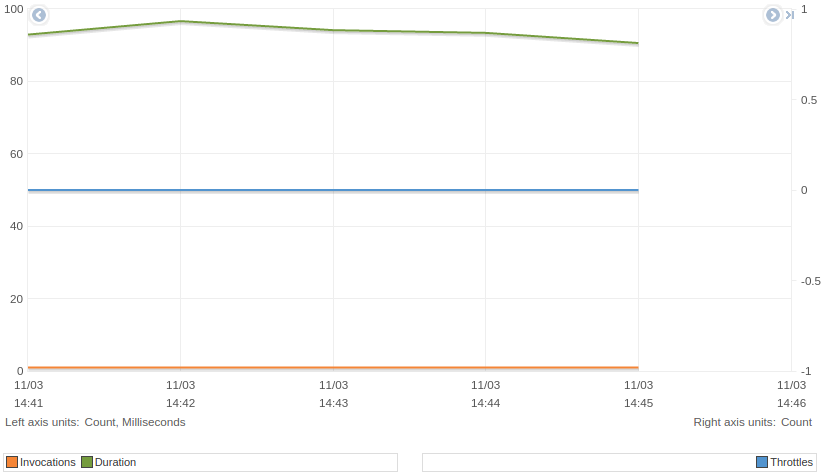 100
1
80
0.5
60
0
40
-0.5
20
0
-1
11/03 11/03 11/03 11/03 11/03 11/03
14:41 14:42 14:43 14:44 14:45 14:46
Left axis units: Count, Milliseconds Right axis units: Count
Invocations Duration Throttles